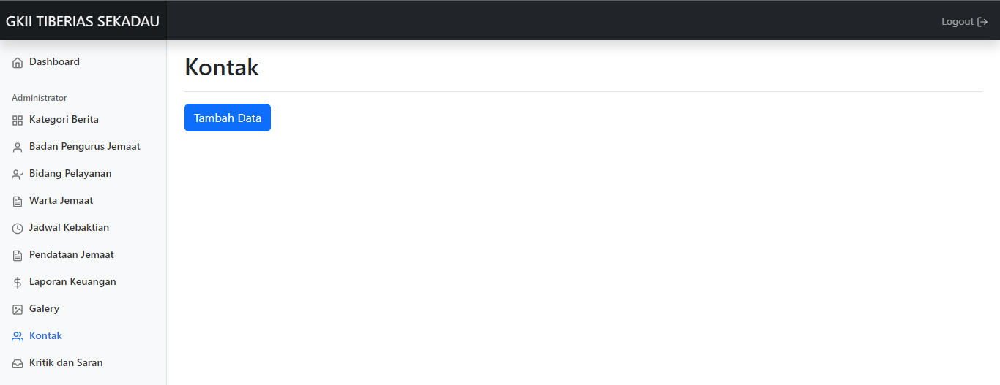 GKII TIBERIAS SEKADAU
Logout
Dashboard
Administrator
Kategori Berita
Badan Pengurus Jemaat
Bidang Pelayanan
Warta Jemaat
Jadwal Kebaktian
Pendataan Jemaat
Laporan Keuangan
Galery
Kontak
Kritik dan Saran
Kontak
Tambah Data